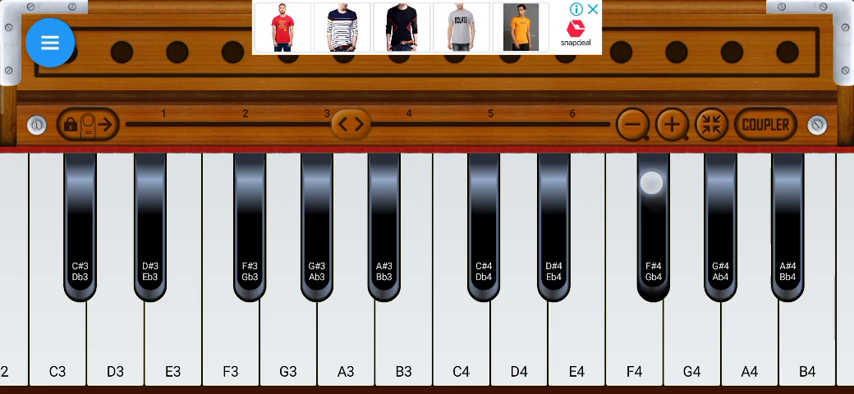 SOLACE
snapdeal
1 2 3 4 5 6
COUPLER
C#3 D#3 F#3 G#3 A#3 C#4 D#4 F#4 G#4 A#4
Db3 Eb3 Gb3 Ab3 Bb3 Db4 Eb4 Gb4 Ab4 Bb4
2 C3 D3 E3 F3 G3 A3 B3 C4 D4 E4 F4 G4 A4 B4